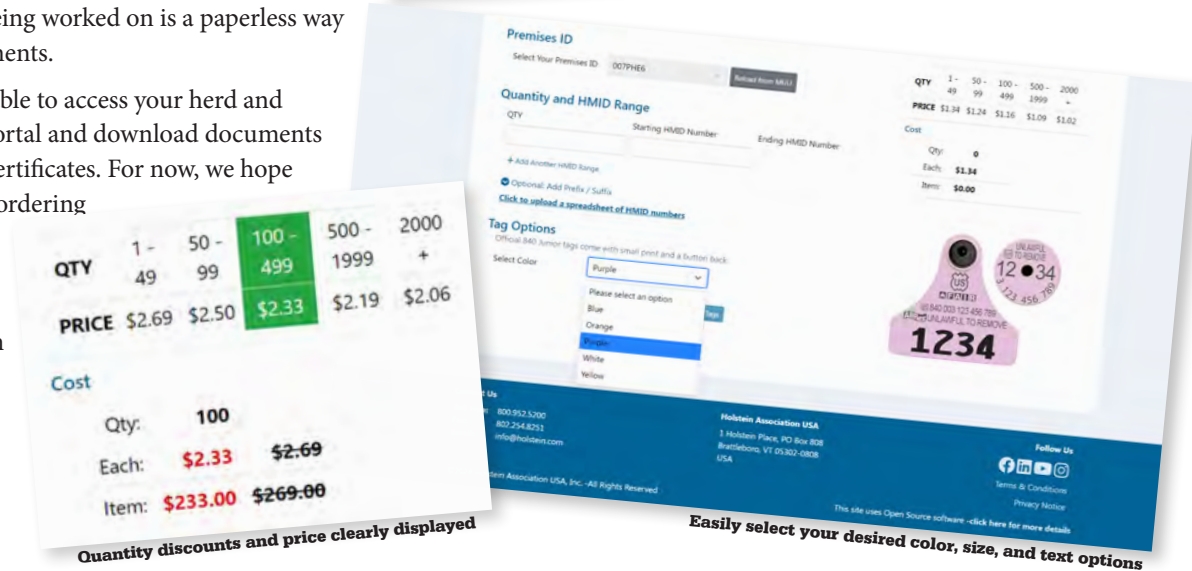 eing worked on is a paperless way
nents.
ble to access your herd and
ortal and download documents
ertificates. For now, we hope
ordering
n
QTY 1 - 49 50 - 99 100 - 499 500 - 1999 2000 +
PRICE $2.69 $2.50 $2.33 $2.19 $2.06
Cost
Qty: 100
Each: $2.33 $2.69
Item: $233.00 $269.00
Quantity discounts and price clearly displayed
Premises ID
Select Your Premises ID 007PHE6 Reload from MUU
Quantity and HMID Range
QTY Starting HMID Number Ending HMID Number
+ Add Another HMID Range
Optional: Add Prefix / Suffix
Click to upload a spreadsheet of HMID numbers
Tag Options
Official 840 Junior tags come with small print and a button back.
Select Color Purple
Please select an option
Blue
Orange
Purple
White
Yellow
Tags
QTY 1 - 49 50 - 99 100 - 499 500 - 1999 2000 +
PRICE $1.34 $1.24 $1.16 $1.09 $1.02
Cost
Qty: 0
Each: $1.34
Item: $0.00
US
UNLAWFUL TO REMOVE
1234
UNLAWFUL
TO REMOVE
12 34
3 123 456 789
t Us
800.952.5200
802.254.8251
info@holstein.com
Holstein Association USA
1 Holstein Place, PO Box 808
Brattleboro, VT 05302-0808
USA
Follow Us
Terms & Conditions
Privacy Notice
tein Association USA, Inc. -All Rights Reserved
This site uses Open Source software -click here for more details
Easily select your desired color, size, and text options